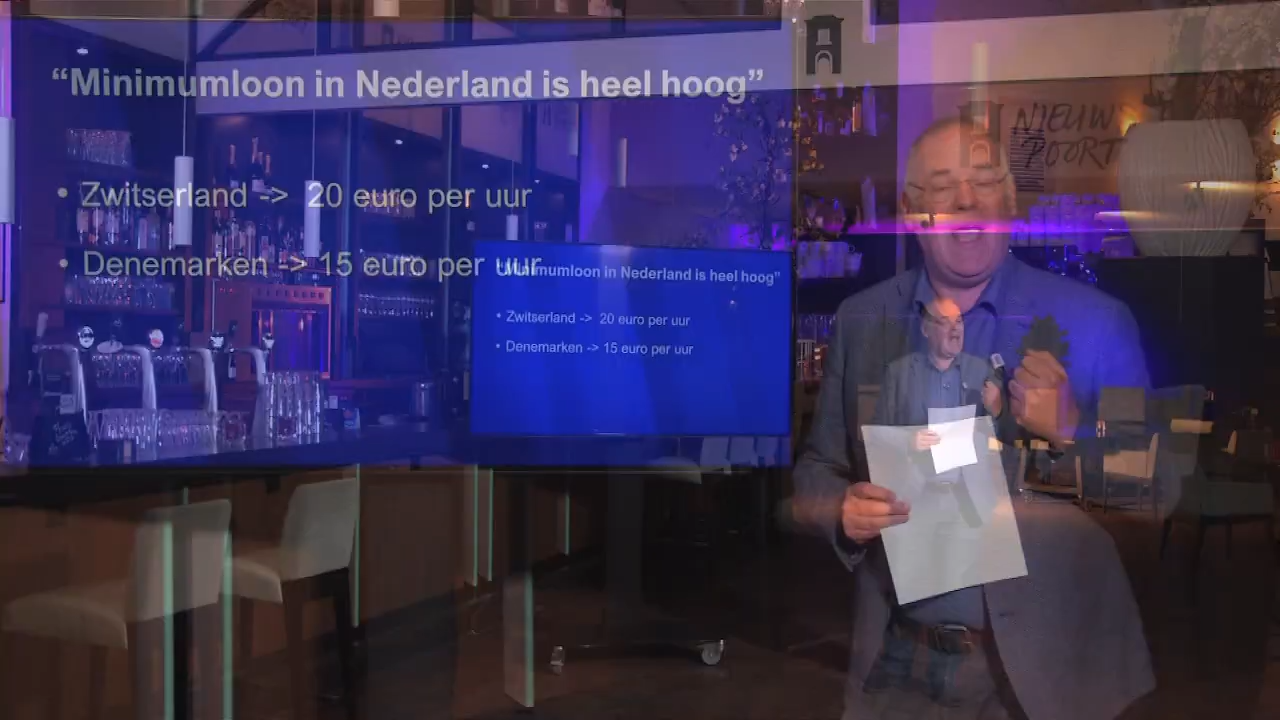 “Minimumloon in Nederland is heel hoog”
• Zwitserland -> 20 euro per uur
• Denemarken -> 15 euro per uur
"Minimumloon in Nederland is heel hoog"
• Zwitserland -> 20 euro per uur
• Denemarken -> 15 euro per uur
NIEUW
POORT